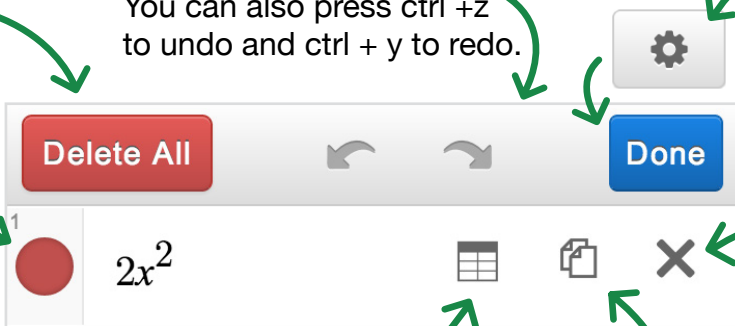 You can also press ctrl +z
to undo and ctrl + y to redo.
Delete All
Done
1
2x²